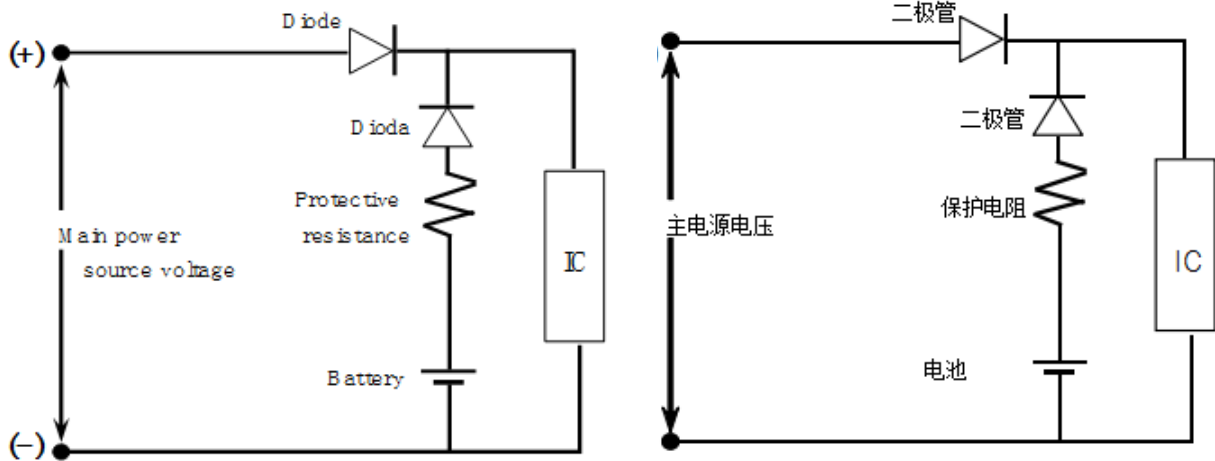 Diode
(+)
Dioda
Protective
resistance
Main power
source voltage
IC
Battery
(-)
二极管
二极管
保护电阻
主电源电压
IC
电池